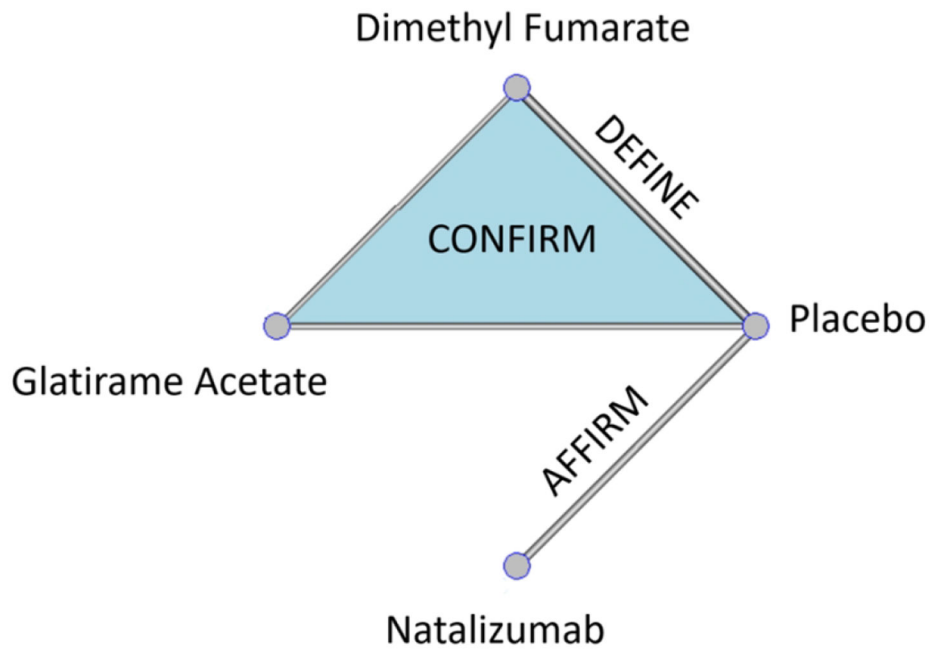 Dimethyl Fumarate
DEFINE
CONFIRM
Placebo
Glatirame Acetate
AFFIRM
Natalizumab